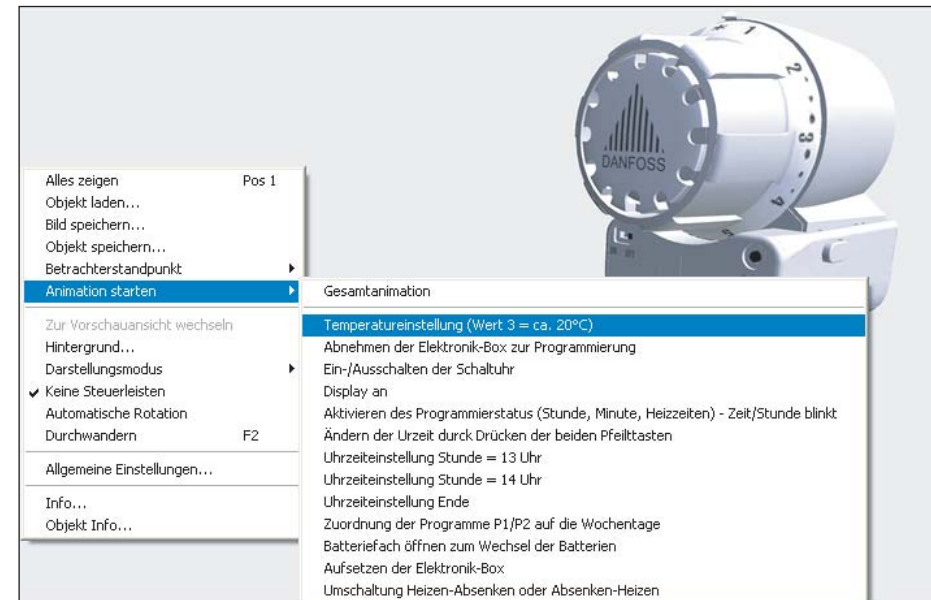 * 1
2
3
4
DANFOSS
Alles zeigen Pos 1
Objekt laden...
Bild speichern...
Objekt speichern...
Betrachterstandpunkt
Animation starten
Zur Vorschauansicht wechseln
Hintergrund...
Darstellungsmodus
Keine Steuerleisten
Automatische Rotation
Durchwandern F2
Allgemeine Einstellungen...
Info...
Objekt Info...
Gesamtanimation
Temperatureinstellung (Wert 3 = ca. 20°C)
Abnehmen der Elektronik-Box zur Programmierung
Ein-/Ausschalten der Schaltuhr
Display an
Aktivieren des Programmierstatus (Stunde, Minute, Heizzeiten) - Zeit/Stunde blinkt
Ändern der Urzeit durck Drücken der beiden Pfeilttasten
Uhrzeiteinstellung Stunde = 13 Uhr
Uhrzeiteinstellung Stunde = 14 Uhr
Uhrzeiteinstellung Ende
Zuordnung der Programme P1/P2 auf die Wochentage
Batteriefach öffnen zum Wechsel der Batterien
Aufsetzen der Elektronik-Box
Umschaltung Heizen-Absenken oder Absenken-Heizen